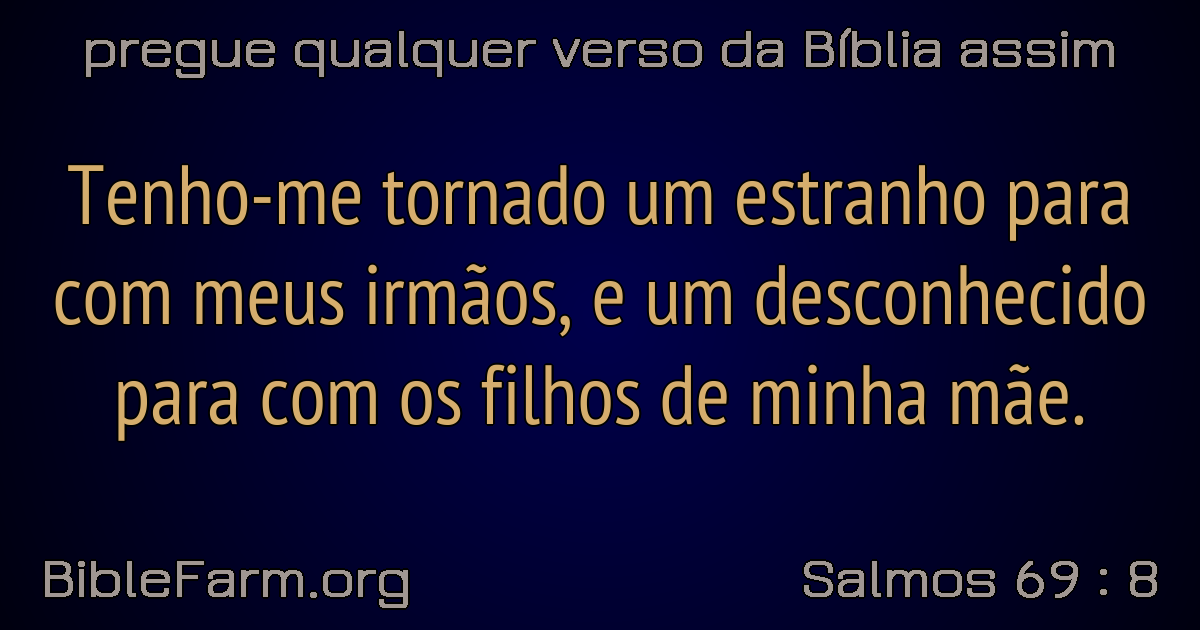 pregue qualquer verso da Bíblia assim
Tenho-me tornado um estranho para
com meus irmãos, e um desconhecido
para com os filhos de minha mãe.
BibleFarm.org
Salmos 69 : 8